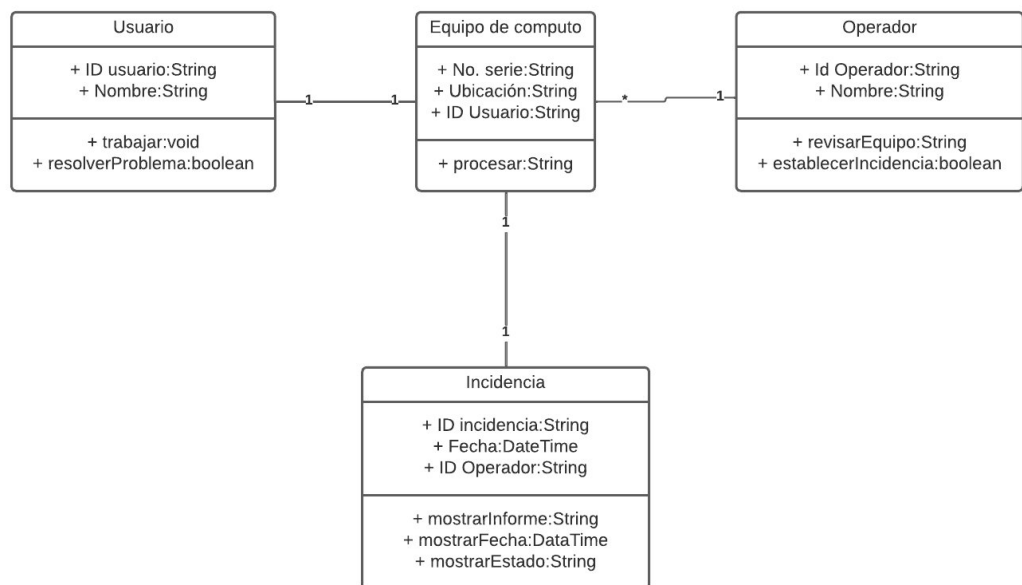 Usuario
+ ID usuario:String
+ Nombre:String
+ trabajar:void
+ resolverProblema:boolean
1
1
Equipo de computo
+ No. serie:String
+ Ubicación:String
+ ID Usuario:String
+ procesar:String
*
1
Operador
+ Id Operador:String
+ Nombre:String
+ revisarEquipo:String
+ establecerIncidencia:boolean
1
1
Incidencia
+ ID incidencia:String
+ Fecha:DateTime
+ ID Operador:String
+ mostrarInforme:String
+ mostrarFecha:DataTime
+ mostrarEstado:String